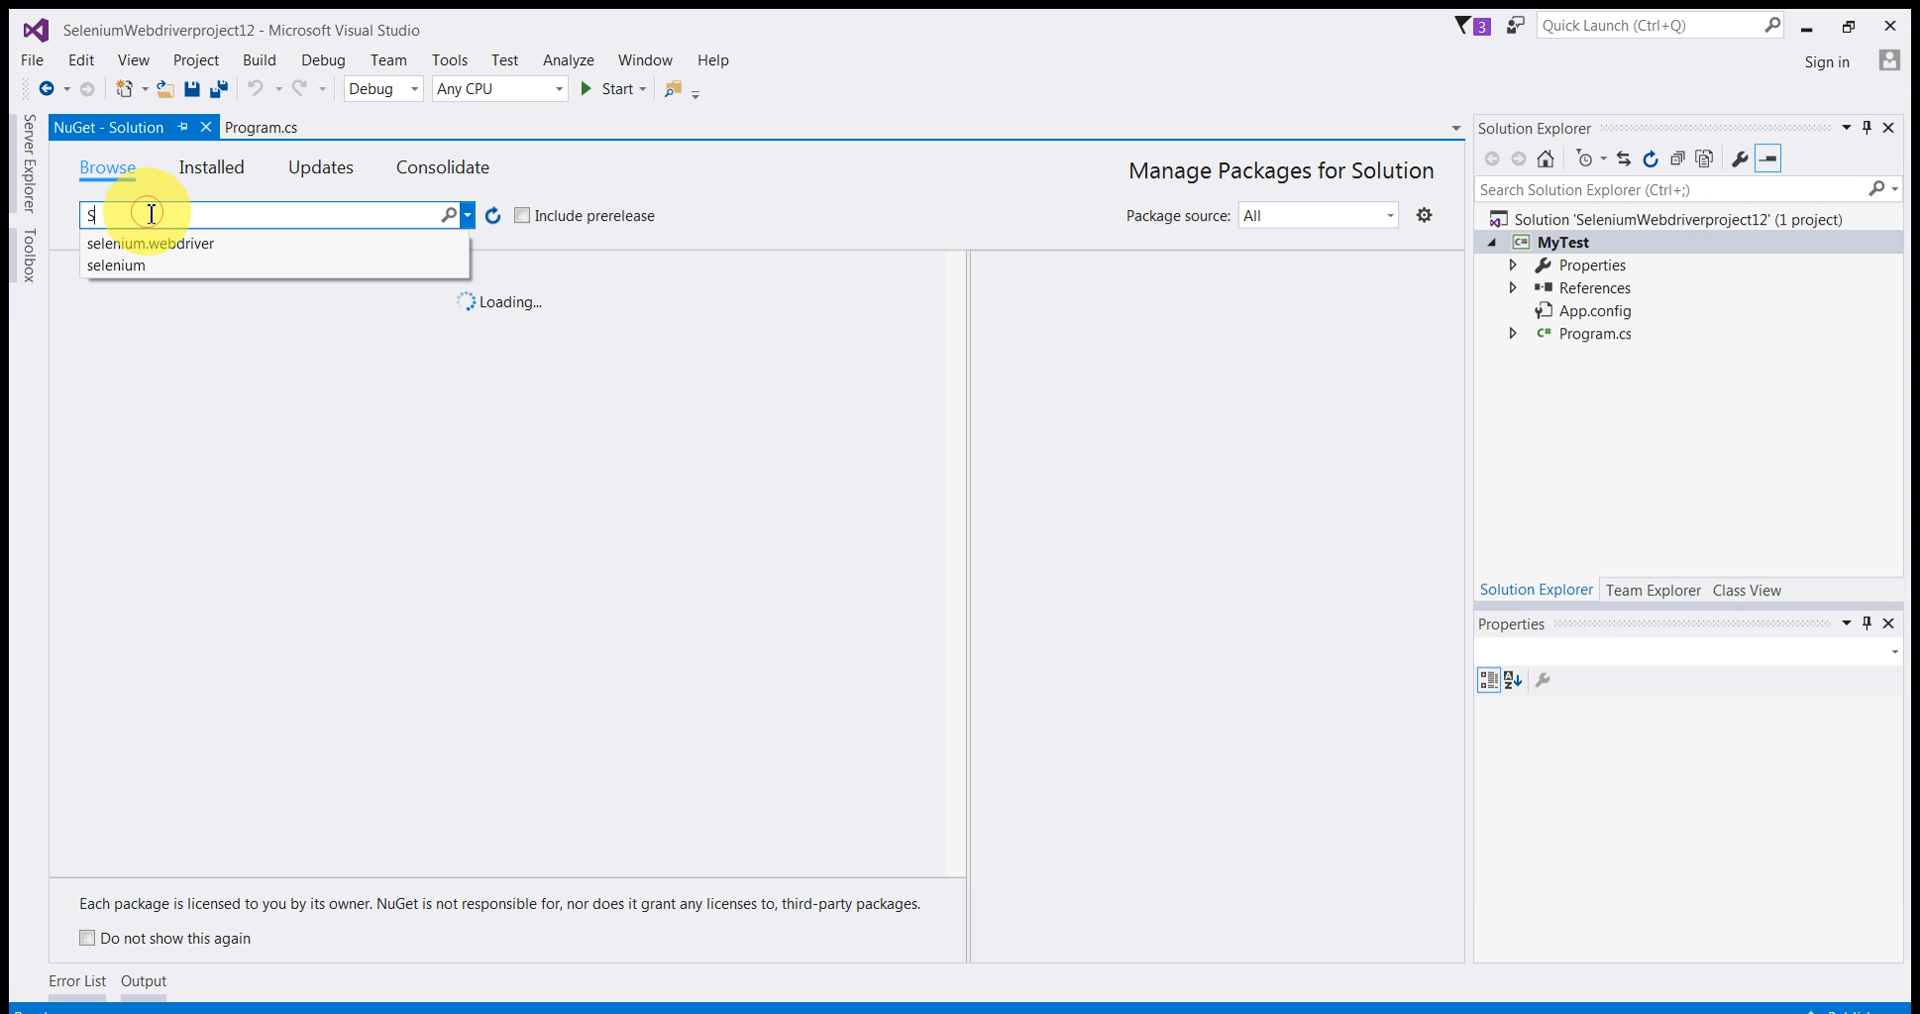 SeleniumWebdriverproject12 - Microsoft Visual Studio
3
Quick Launch (Ctrl+Q)
File Edit View Project Build Debug Team Tools Test Analyze Window Help
Sign in
Debug Any CPU Start
Server Explorer
Toolbox
NuGet - Solution Program.cs
Browse Installed Updates Consolidate
Manage Packages for Solution
S
Include prerelease
Package source: All
selenium.webdriver
selenium
Loading...
Each package is licensed to you by its owner. NuGet is not responsible for, nor does it grant any licenses to, third-party packages.
Do not show this again
Error List Output
Solution Explorer
Search Solution Explorer (Ctrl+;)
Solution 'SeleniumWebdriverproject12' (1 project)
C# MyTest
Properties
References
App.config
C# Program.cs
Solution Explorer Team Explorer Class View
Properties